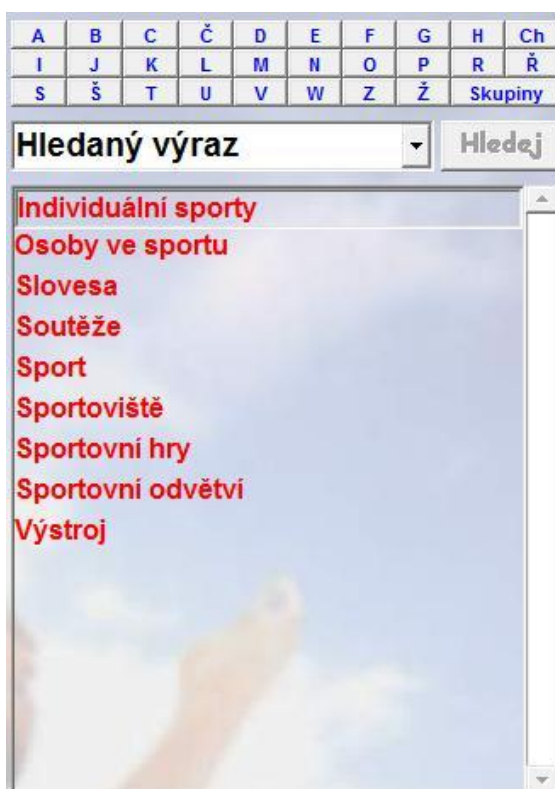 A B C Č D E F G H Ch
I J K L M N O P R Ř
S Š T U V W Z Ž Skupiny
Hledaný výraz Hledej
Individuální sporty
Osoby ve sportu
Slovesa
Soutěže
Sport
Sportoviště
Sportovní hry
Sportovní odvětví
Výstroj